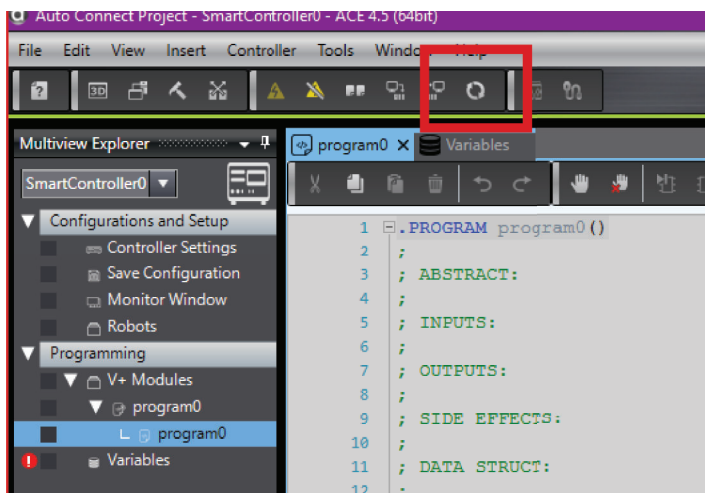 Auto Connect Project - SmartController0 - ACE 4.5 (64bit)
File Edit View Insert Controller Tools Window Help
3D
Multiview Explorer
program0 X Variables
SmartController0
Configurations and Setup
Controller Settings
Save Configuration
Monitor Window
Robots
Programming
V+ Modules
program0
program0
Variables
1 .PROGRAM program0()
2 ;
3 ; ABSTRACT:
4 ;
5 ; INPUTS:
6 ;
7 ; OUTPUTS:
8 ;
9 ; SIDE EFFECTS:
10 ;
11 ; DATA STRUCT:
12 ;